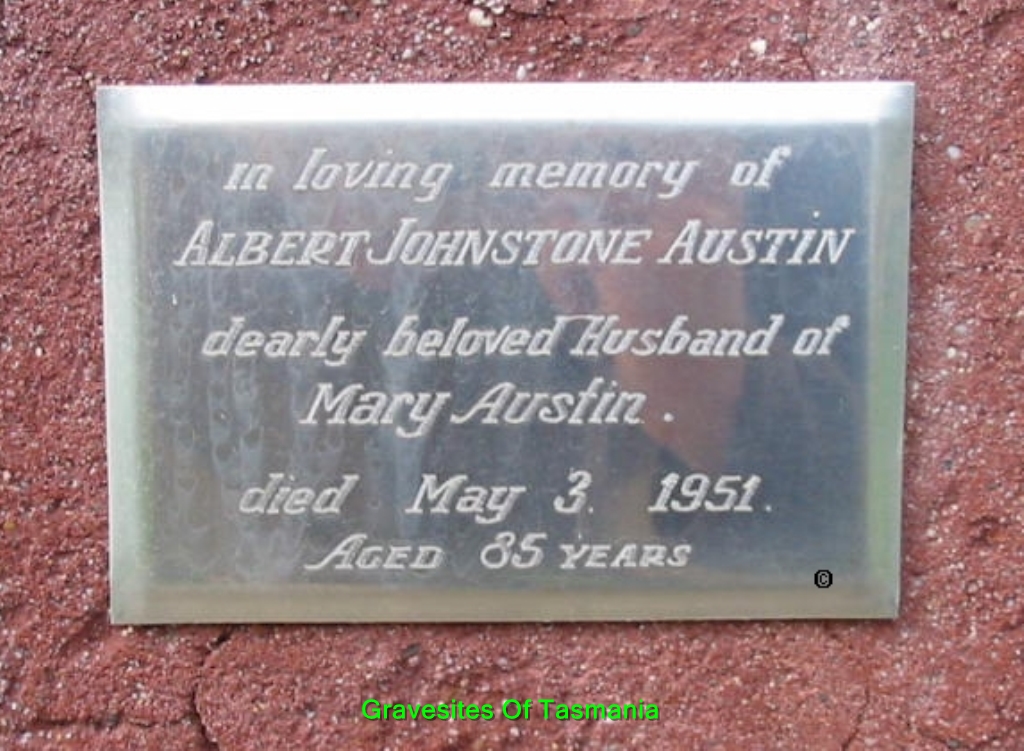 in loving memory of
ALBERT JOHNSTONE AUSTIN
dearly beloved Husband of
Mary Austin.
died May 3. 1951.
AGED 85 YEARS
©
Gravesites Of Tasmania